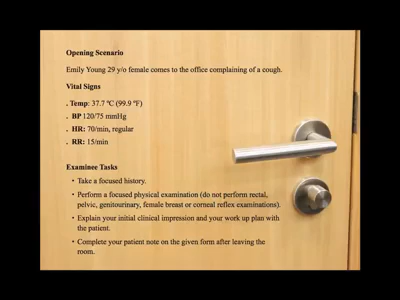 Opening Scenario
Emily Young 29 y/o female comes to the office complaining of a cough.
Vital Signs
. Temp: 37.7 ºC (99.9 ºF)
. BP 120/75 mmHg
. HR: 70/min, regular
. RR: 15/min
Examinee Tasks
• Take a focused history.
• Perform a focused physical examination (do not perform rectal,
pelvic, genitourinary, female breast or corneal reflex examinations).
• Explain your initial clinical impression and your work up plan with
the patient.
• Complete your patient note on the given form after leaving the
room.